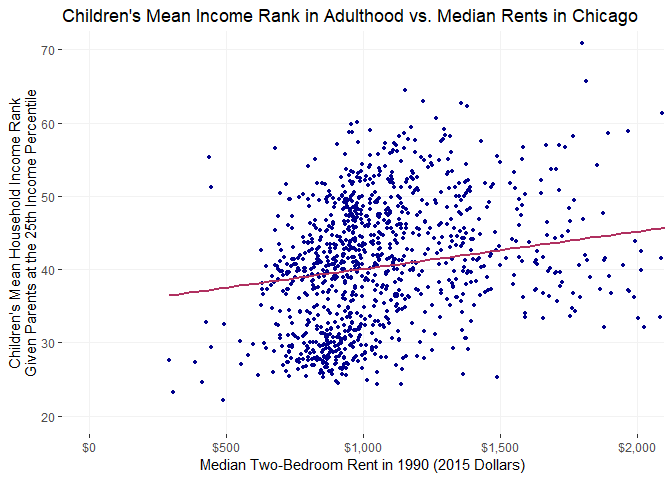 Children's Mean Income Rank in Adulthood vs. Median Rents in Chicago
Children's Mean Household Income Rank
Given Parents at the 25th Income Percentile
70
60
50
40
30
20
$0
$500
$1,000
$1,500
$2,000
Median Two-Bedroom Rent in 1990 (2015 Dollars)